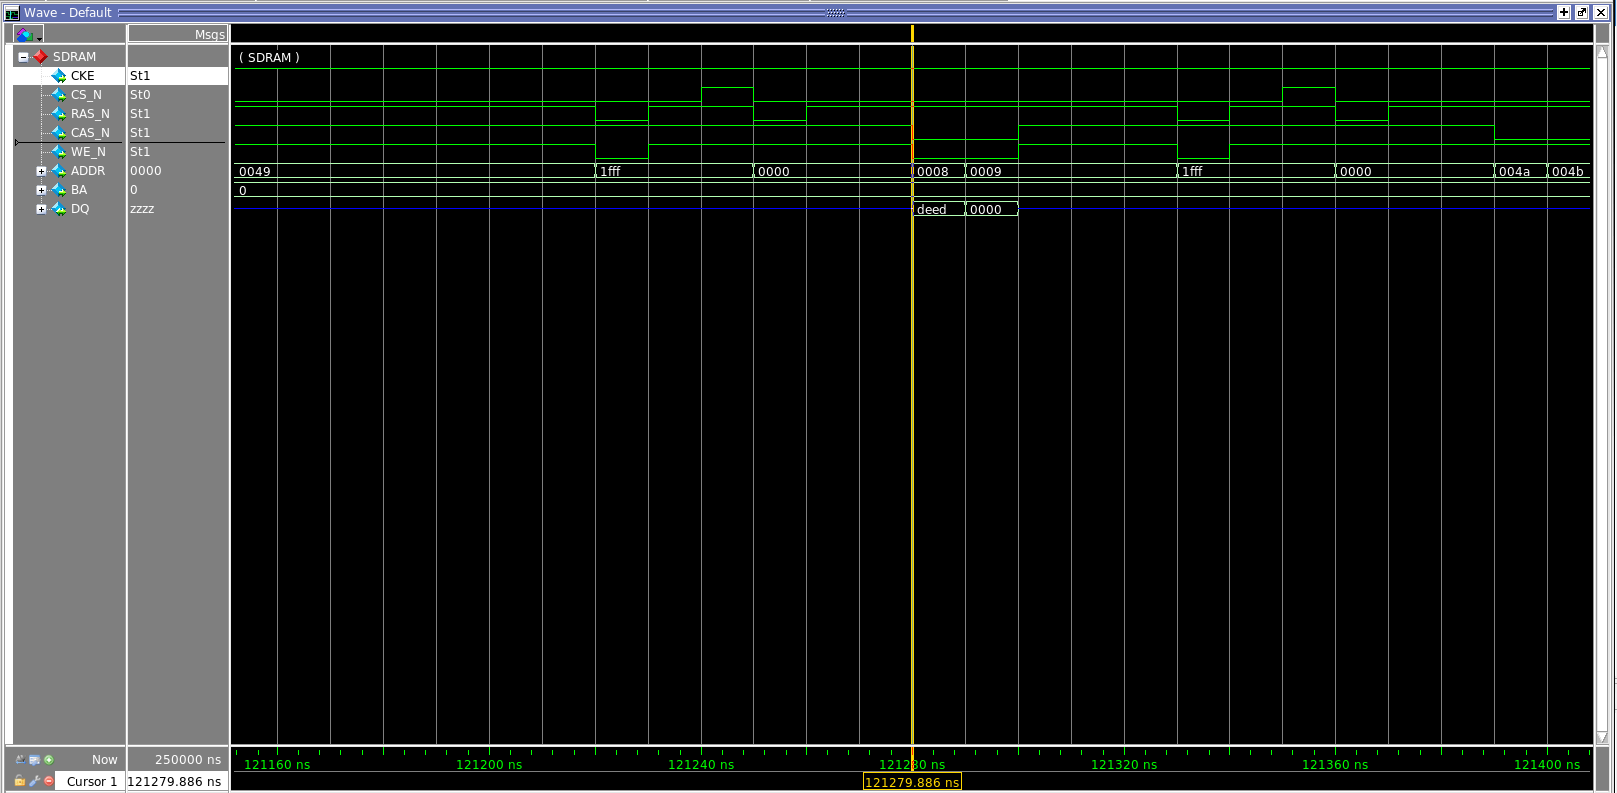 Wave - Default
Msgs
SDRAM
( SDRAM )
CKE St1
CS_N St0
RAS_N St1
CAS_N St1
WE_N St1
ADDR 0000 0049 1fff 0000 0008 0009 1fff 0000 004a 004b
BA 0 0
DQ zzzz deed 0000
Now 250000 ns 121160 ns 121200 ns 121240 ns 121280 ns 121320 ns 121360 ns 121400 ns
Cursor 1 121279.886 ns 121279.886 ns